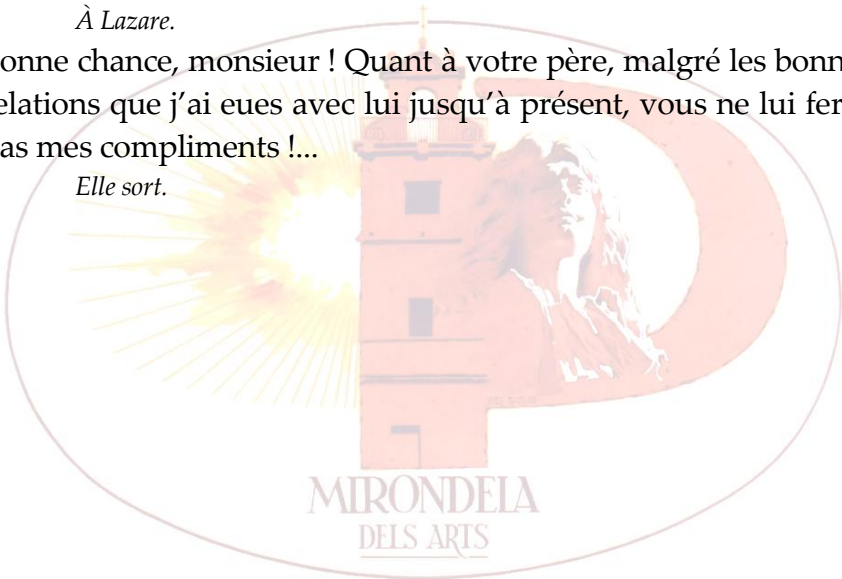 À Lazare.
onne chance, monsieur ! Quant à votre père, malgré les bonn
elations que j’ai eues avec lui jusqu’à présent, vous ne lui fer
as mes compliments !...
Elle sort.
MIRONDELA
DELS ARTS